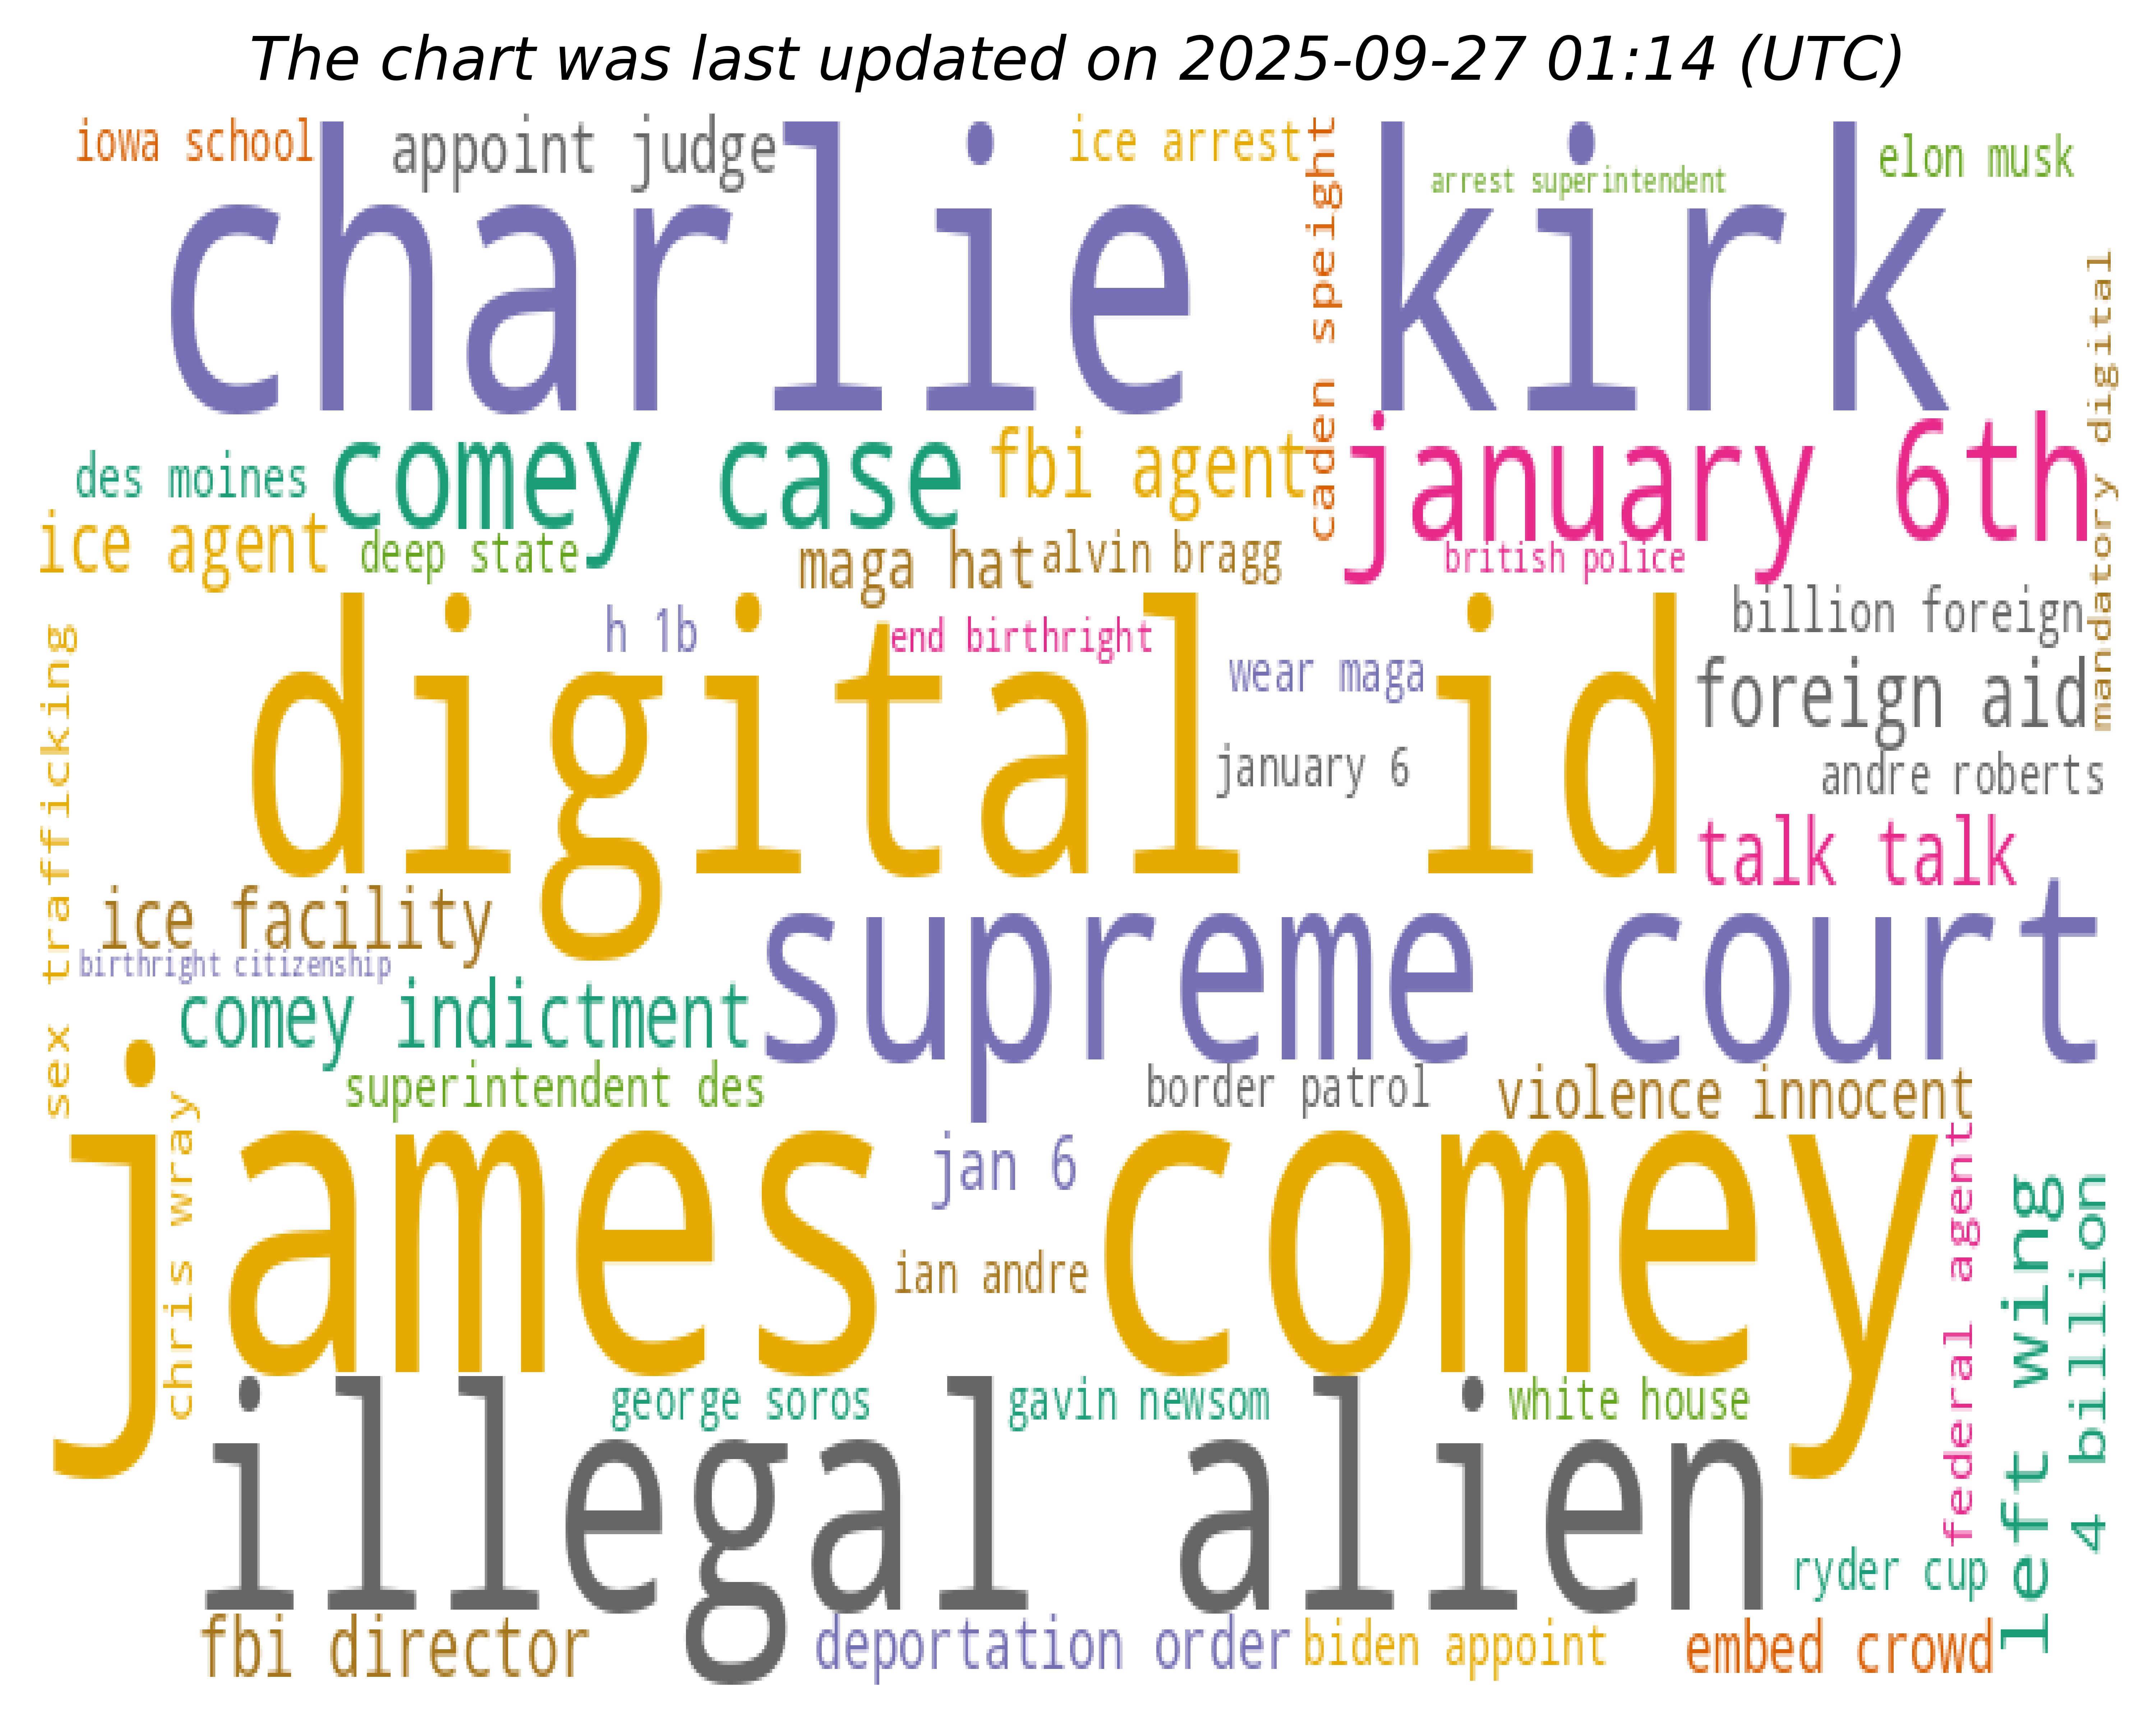 The chart was last updated on 2025-09-27 01:14 (UTC)
iowa school
appoint judge
ice arrest
elon musk
arrest superintendent
charlie kirk
caden speight
mandatory digital
des moines
comey case
fbi agent
january 6th
ice agent
deep state
maga hat
alvin bragg
british police
h 1b
end birthright
billion foreign
wear maga
digital id
foreign aid
january 6
andre roberts
sex trafficking
talk talk
ice facility
birthright citizenship
supreme court
comey indictment
superintendent des
border patrol
violence innocent
chris wray
jan 6
james comey
ian andre
federal agent
left wing
4 billion
george soros
gavin newsom
white house
illegal alien
ryder cup
fbi director
deportation order
biden appoint
embed crowd